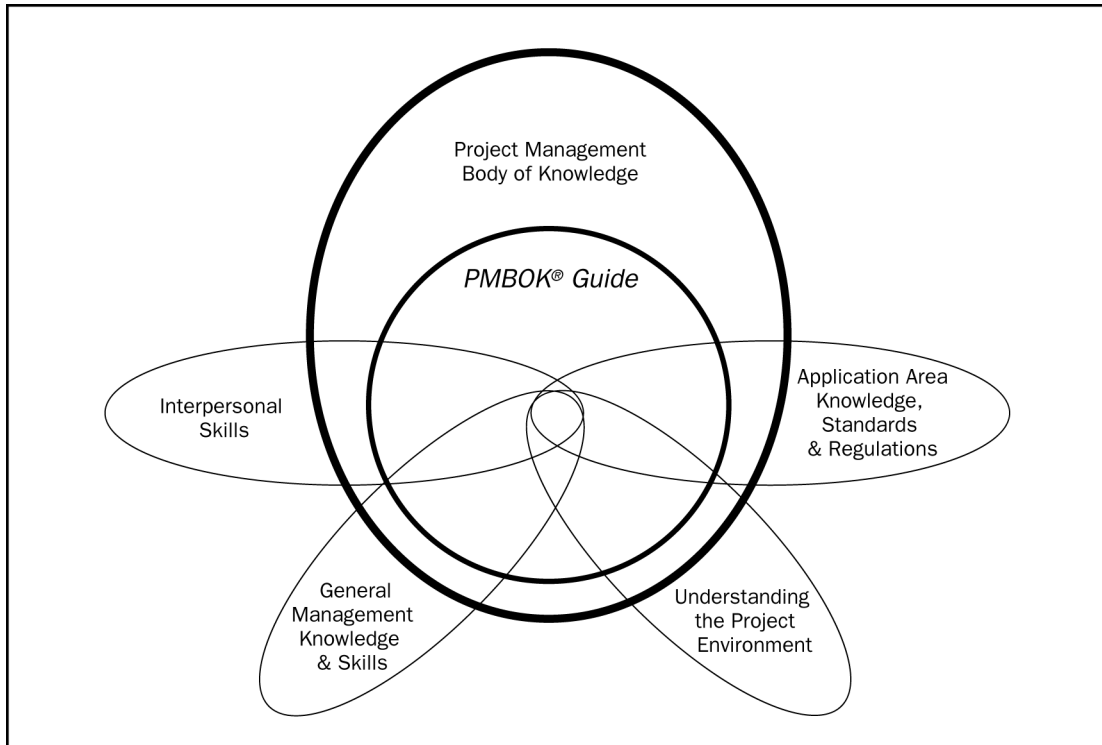 Project Management
Body of Knowledge
PMBOK® Guide
Interpersonal
Skills
Application Area
Knowledge,
Standards
& Regulations
General
Management
Knowledge
& Skills
Understanding
the Project
Environment